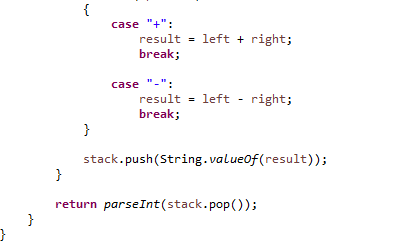 {
case "+":
result = left + right;
break;
case "-":
result = left - right;
break;
}
stack.push(String.valueOf(result));
}
return parseInt(stack.pop());
}
}